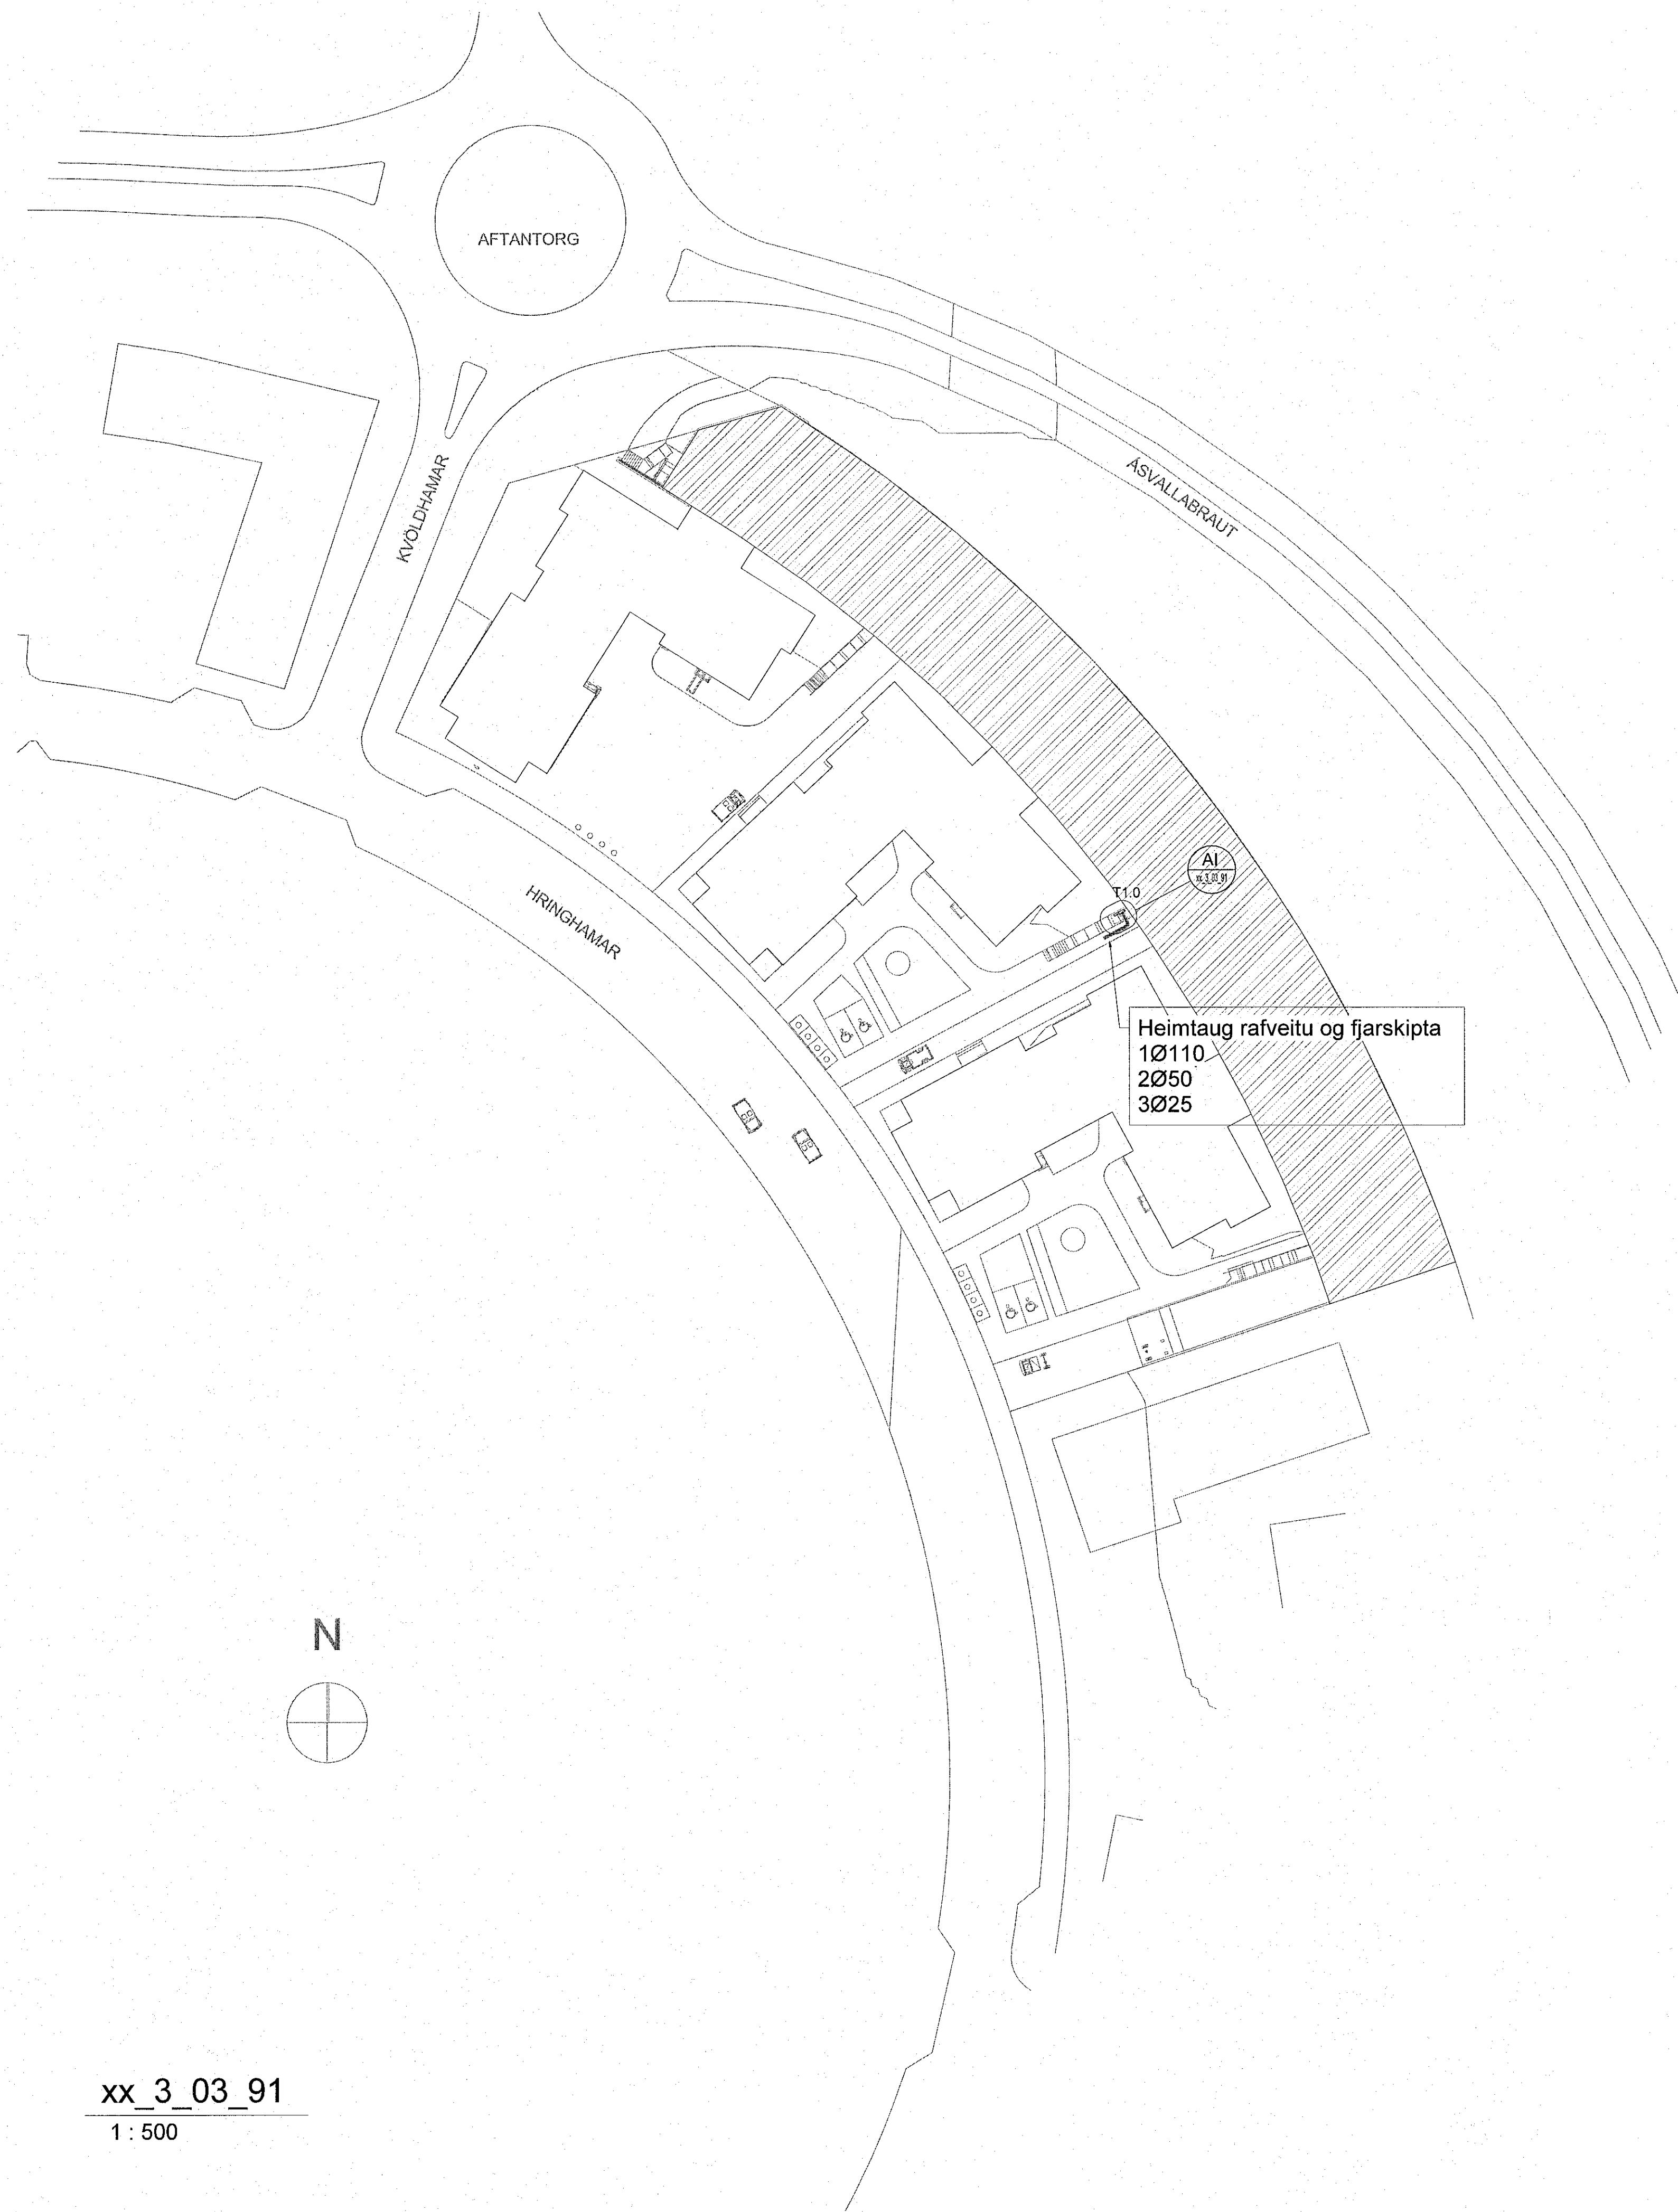 AFTANTORG
KVÖLDHAMAR
ÁSVALLABRAUT
HRINGHAMAR
AI
xx_3_03_91
T1.0
Heimtaug rafveitu og fjarskipta
1Ø110
2Ø50
3Ø25
N
xx_3_03_91
1 : 500